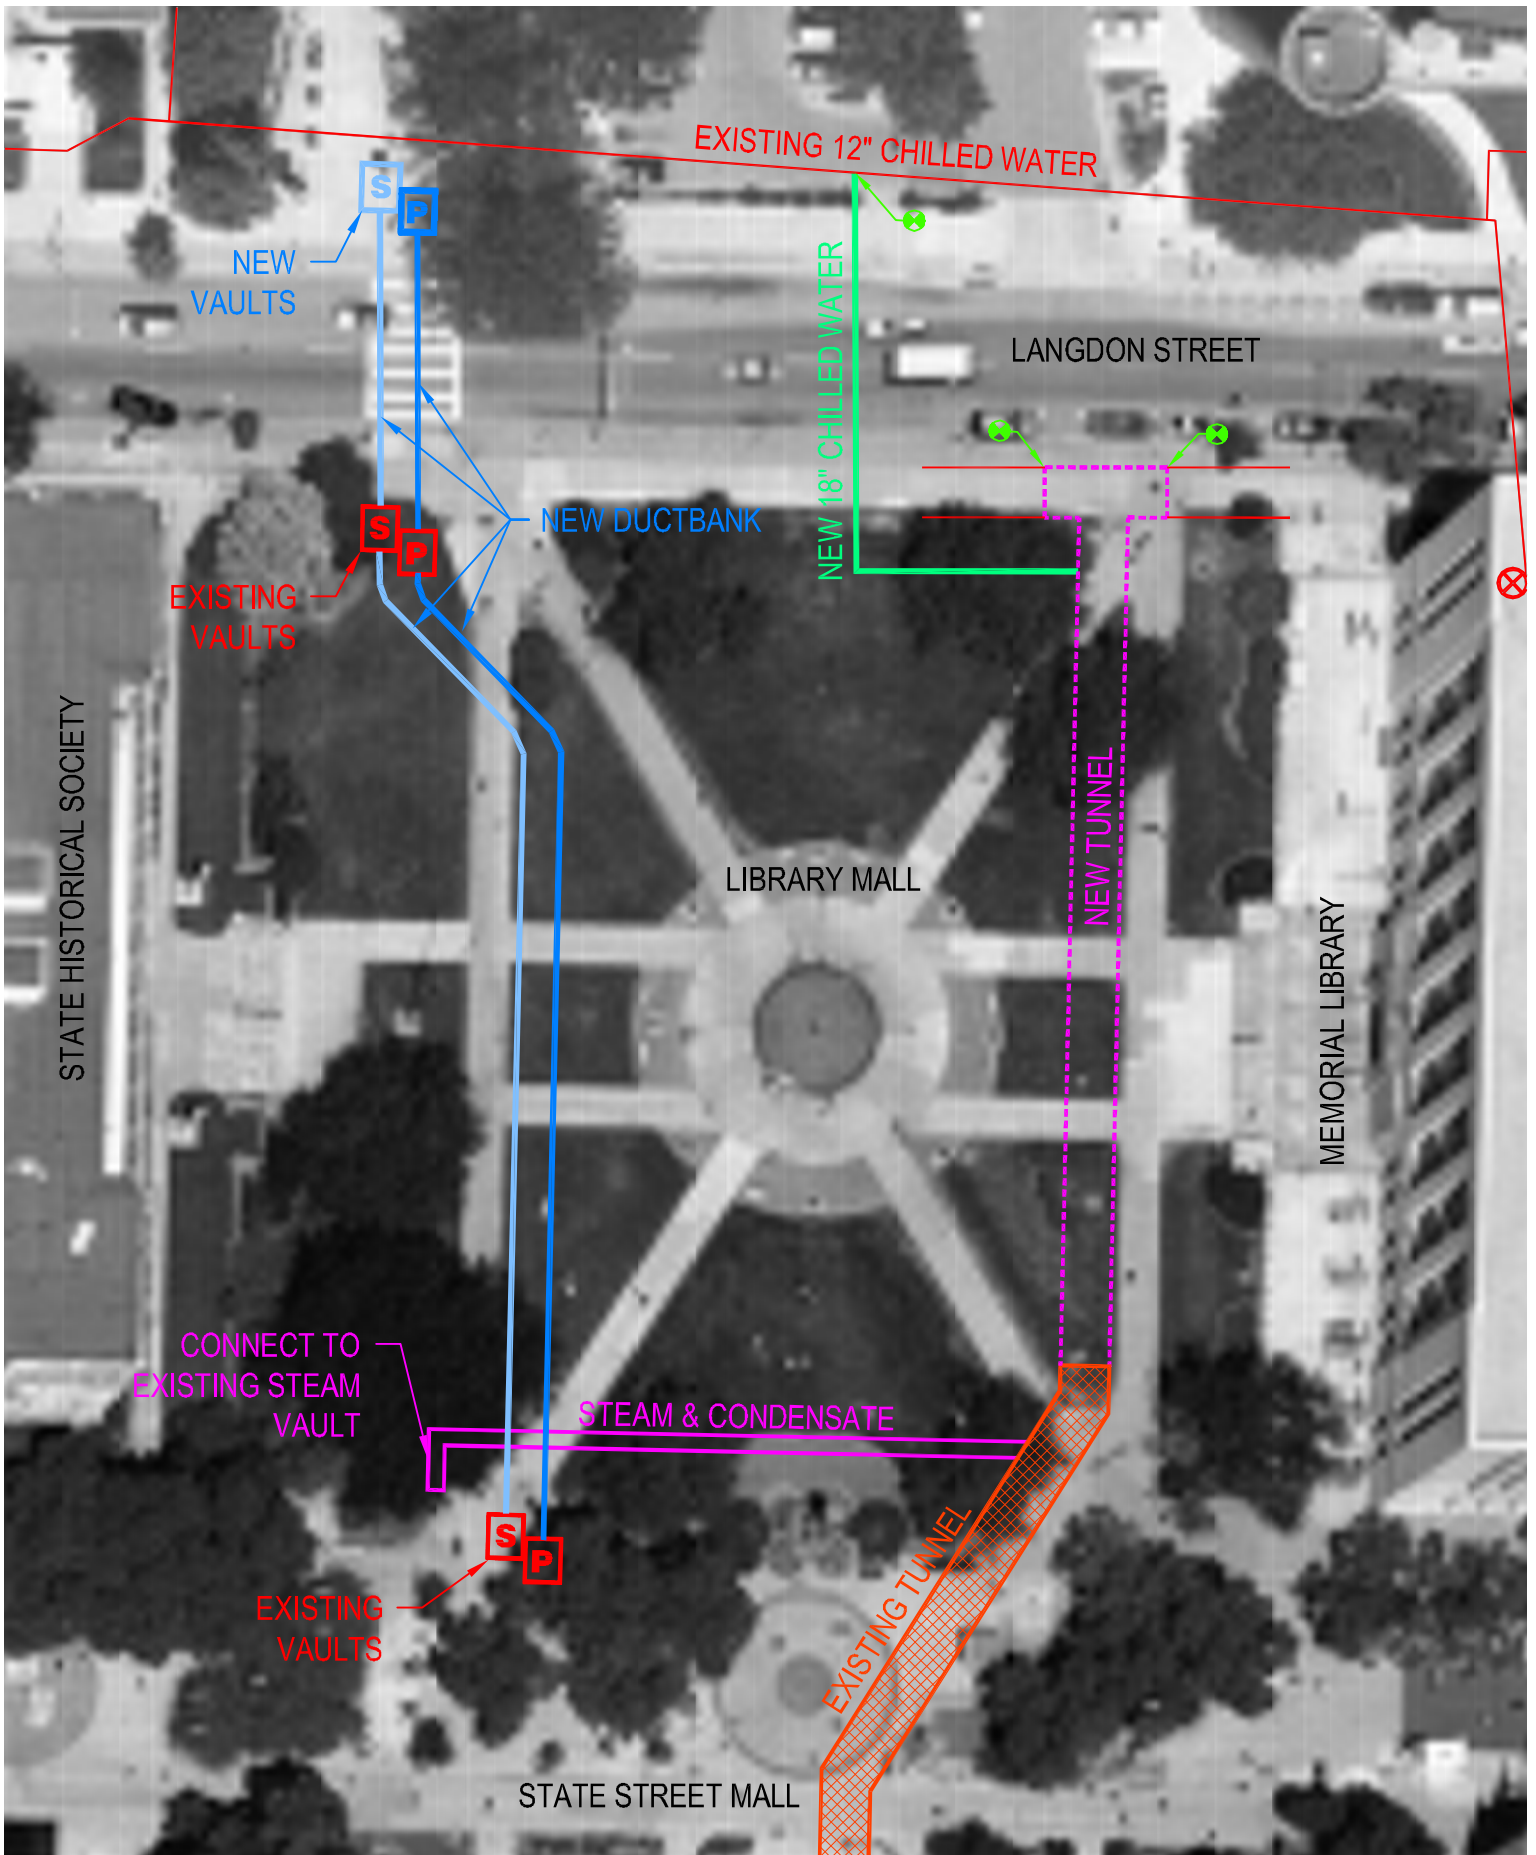 EXISTING 12" CHILLED WATER
S
P
NEW
VAULTS
NEW 18" CHILLED WATER
LANGDON STREET
NEW DUCTBANK
S
P
EXISTING
VAULTS
STATE HISTORICAL SOCIETY
NEW TUNNEL
LIBRARY MALL
MEMORIAL LIBRARY
CONNECT TO
EXISTING STEAM
VAULT
STEAM & CONDENSATE
S
P
EXISTING
VAULTS
EXISTING TUNNEL
STATE STREET MALL